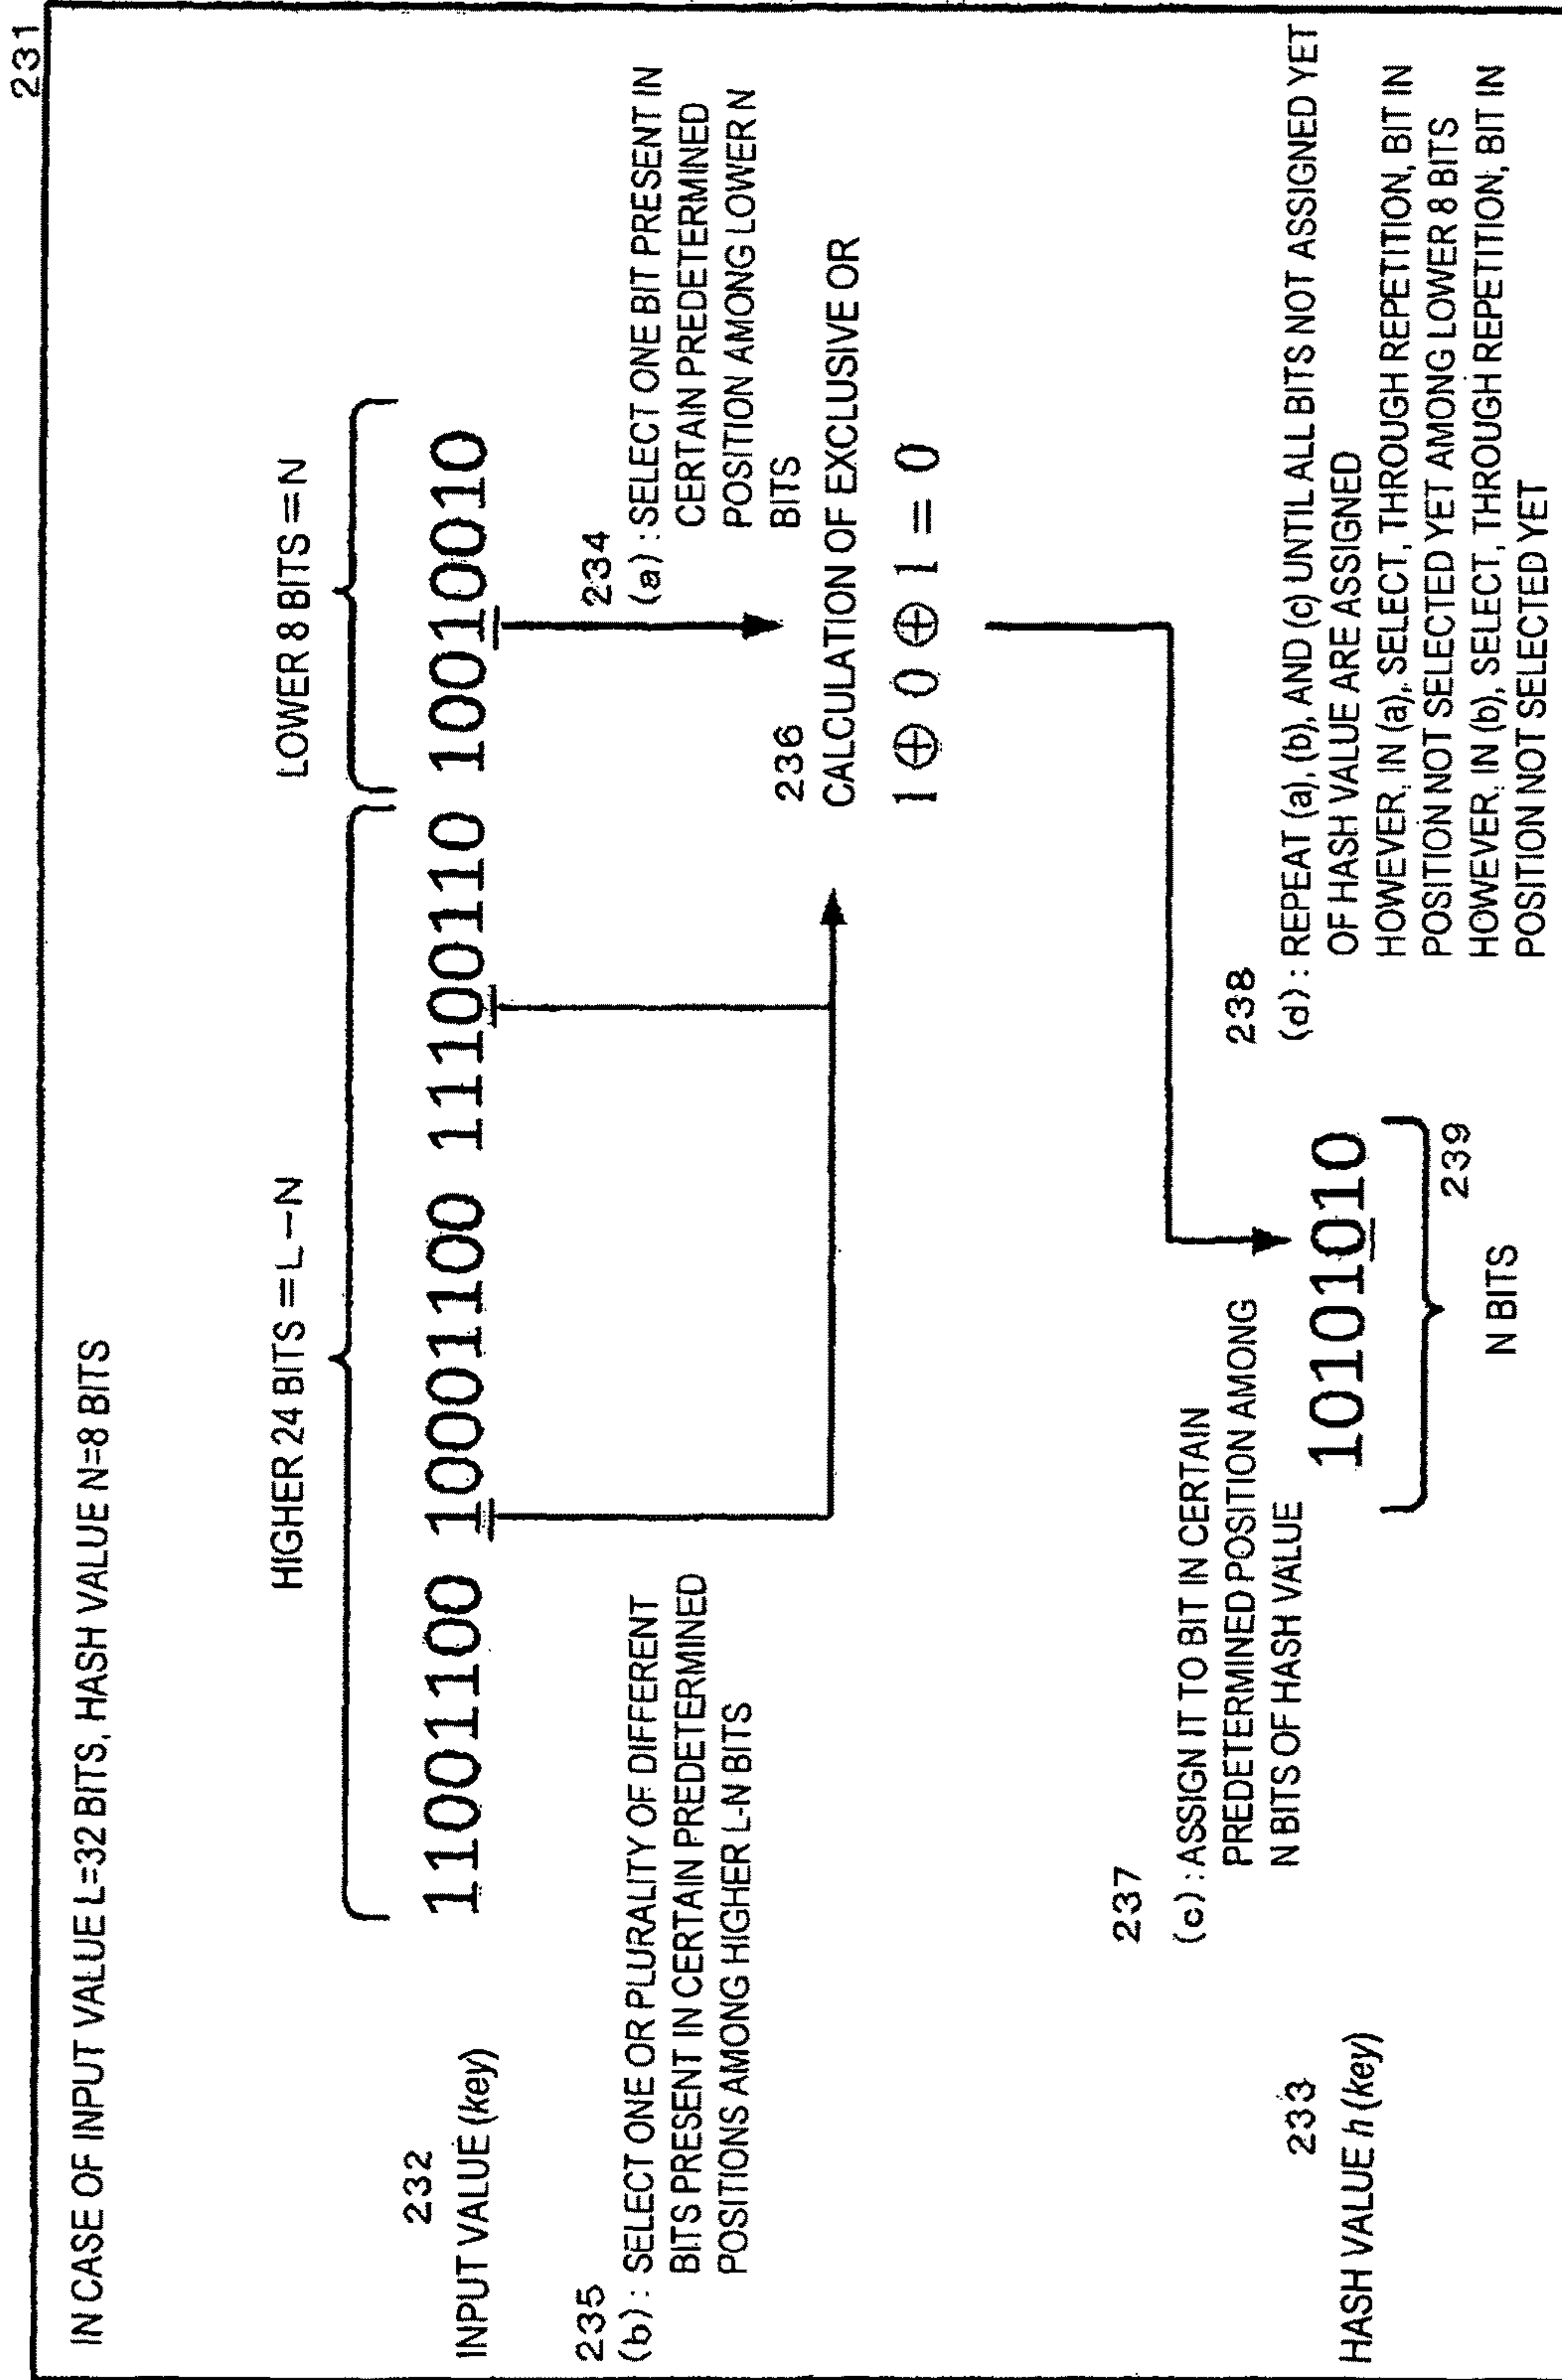 231
IN CASE OF INPUT VALUE L=32 BITS, HASH VALUE N=8 BITS
HIGHER 24 BITS = L-N
LOWER 8 BITS = N
232
INPUT VALUE (key)
11001100 10001100 11100110 10010010
235
(b) : SELECT ONE OR PLURALITY OF DIFFERENT
BITS PRESENT IN CERTAIN PREDETERMINED
POSITIONS AMONG HIGHER L-N BITS
234
(a) : SELECT ONE BIT PRESENT IN
CERTAIN PREDETERMINED
POSITION AMONG LOWER N
BITS
236
CALCULATION OF EXCLUSIVE OR
1 ⊕ 0 ⊕ 1 = 0
237
(c) : ASSIGN IT TO BIT IN CERTAIN
PREDETERMINED POSITION AMONG
N BITS OF HASH VALUE
233
HASH VALUE h (key)
10101010
239
N BITS
238
(d) : REPEAT (a), (b), AND (c) UNTIL ALL BITS NOT ASSIGNED YET
OF HASH VALUE ARE ASSIGNED
HOWEVER, IN (a), SELECT, THROUGH REPETITION, BIT IN
POSITION NOT SELECTED YET AMONG LOWER 8 BITS
HOWEVER, IN (b), SELECT, THROUGH REPETITION, BIT IN
POSITION NOT SELECTED YET